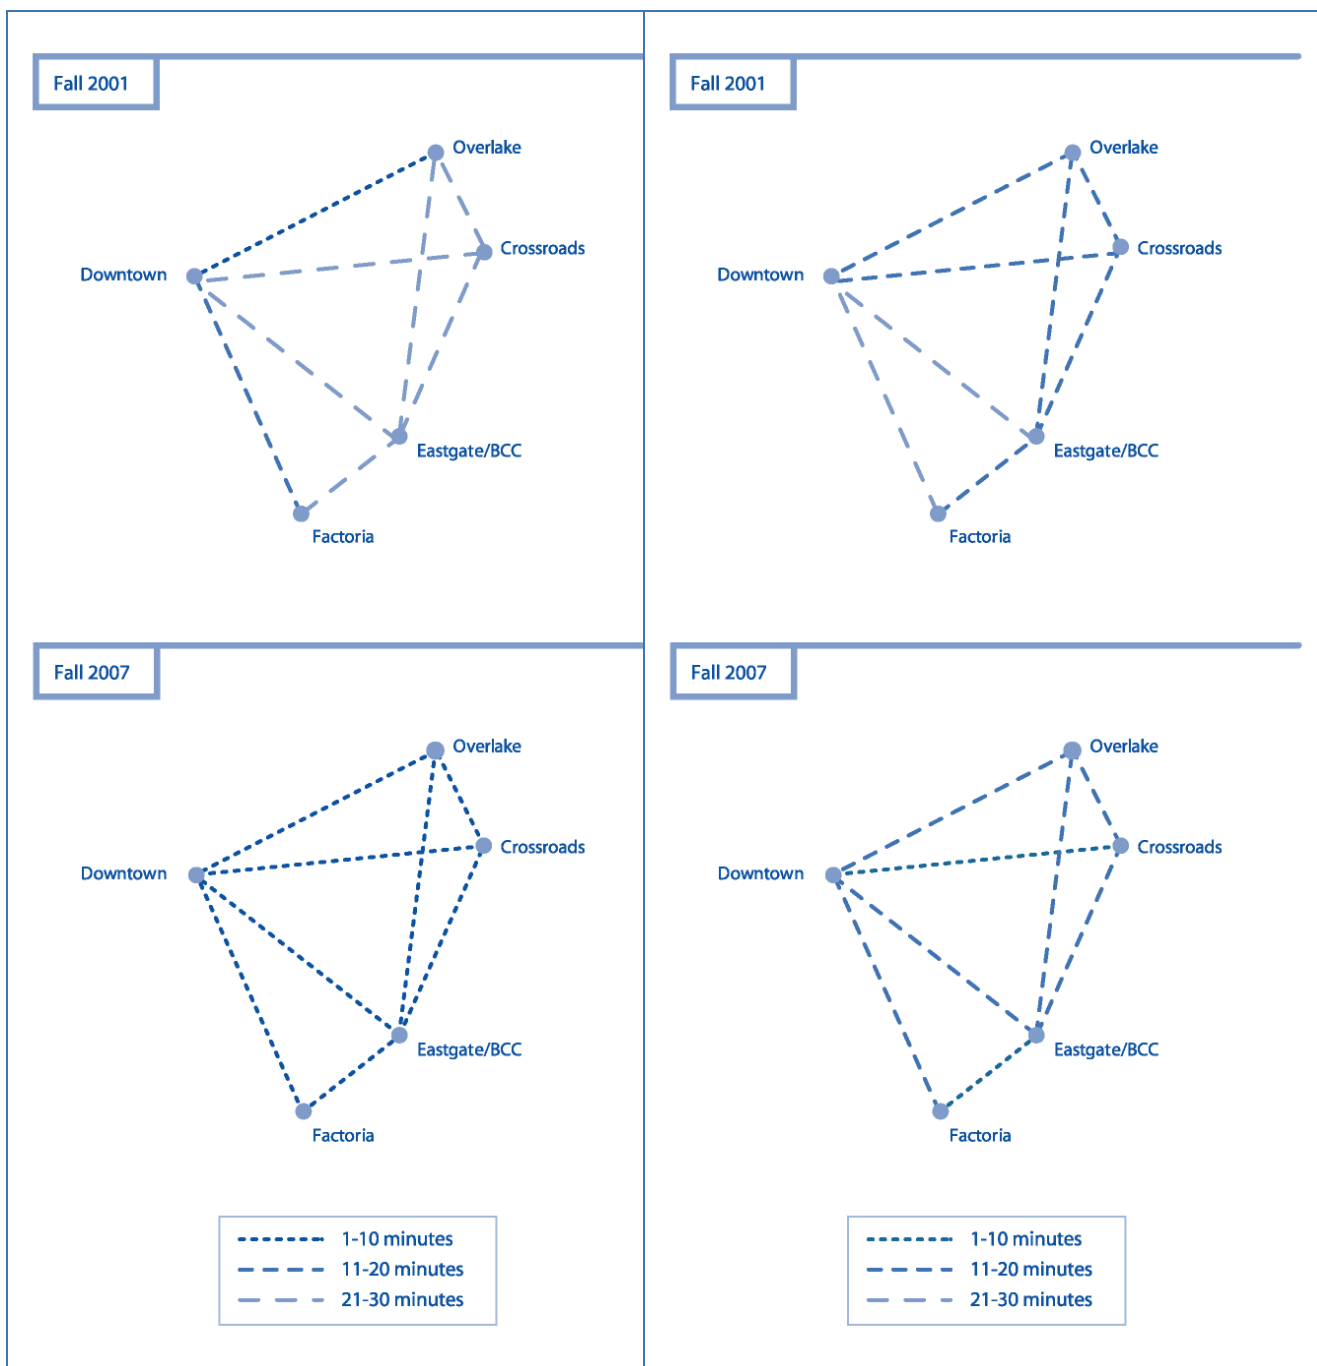 Fall 2001
Overlake
Crossroads
Downtown
Eastgate/BCC
Factoria
Fall 2007
Overlake
Crossroads
Downtown
Eastgate/BCC
Factoria
1-10 minutes
11-20 minutes
21-30 minutes
Fall 2001
Overlake
Crossroads
Downtown
Eastgate/BCC
Factoria
Fall 2007
Overlake
Crossroads
Downtown
Eastgate/BCC
Factoria
1-10 minutes
11-20 minutes
21-30 minutes